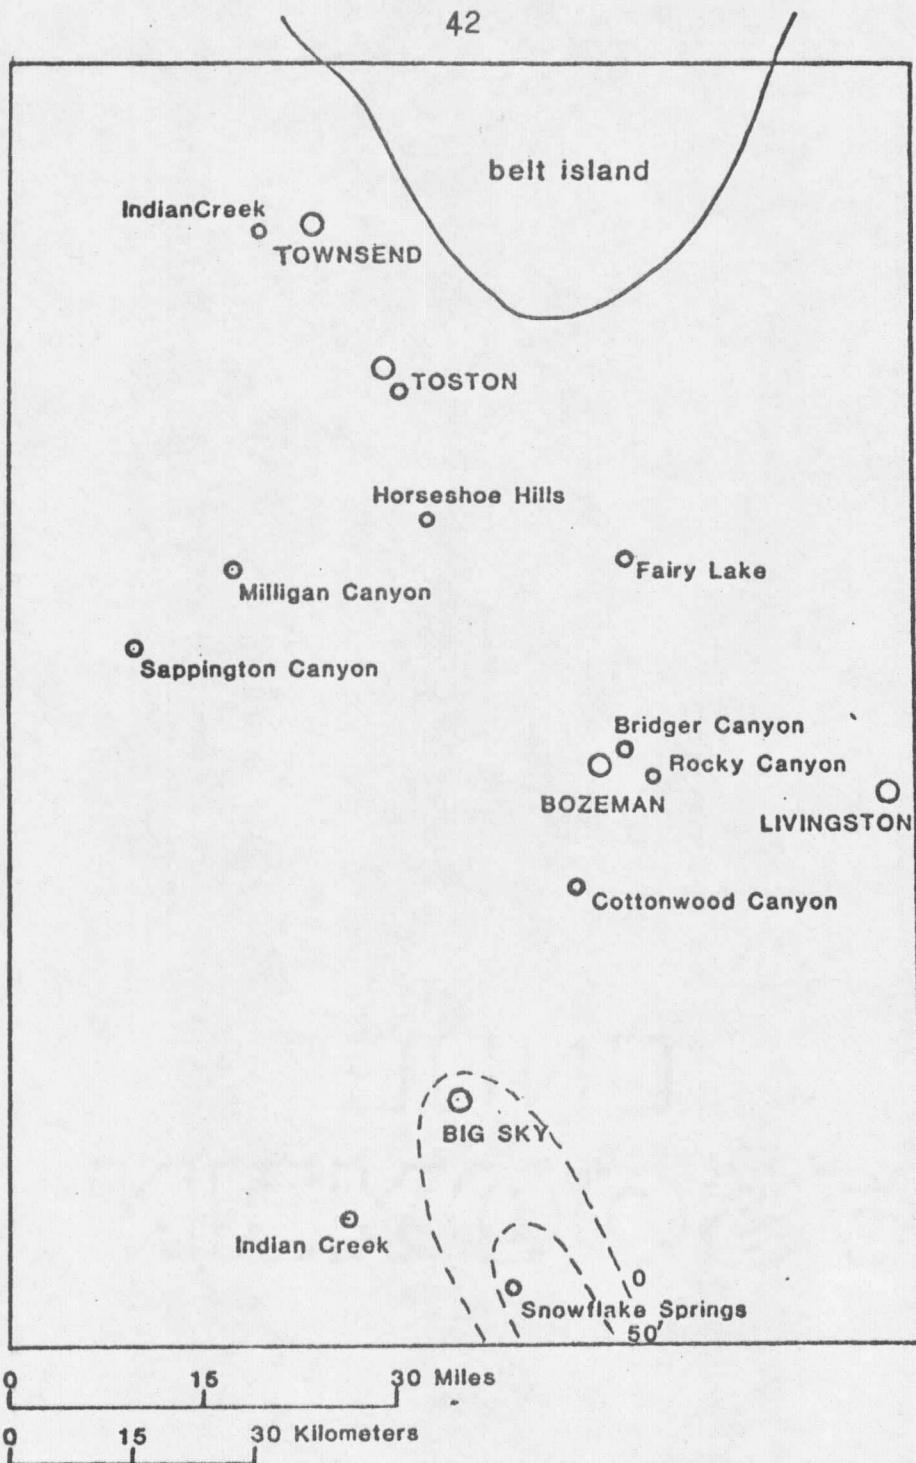 42
belt island
IndianCreek
TOWNSEND
TOSTON
Horseshoe Hills
Fairy Lake
Milligan Canyon
Sappington Canyon
Bridger Canyon
Rocky Canyon
BOZEMAN
LIVINGSTON
Cottonwood Canyon
BIG SKY
Indian Creek
0
Snowflake Springs
50'
0 15 30 Miles
0 15 30 Kilometers